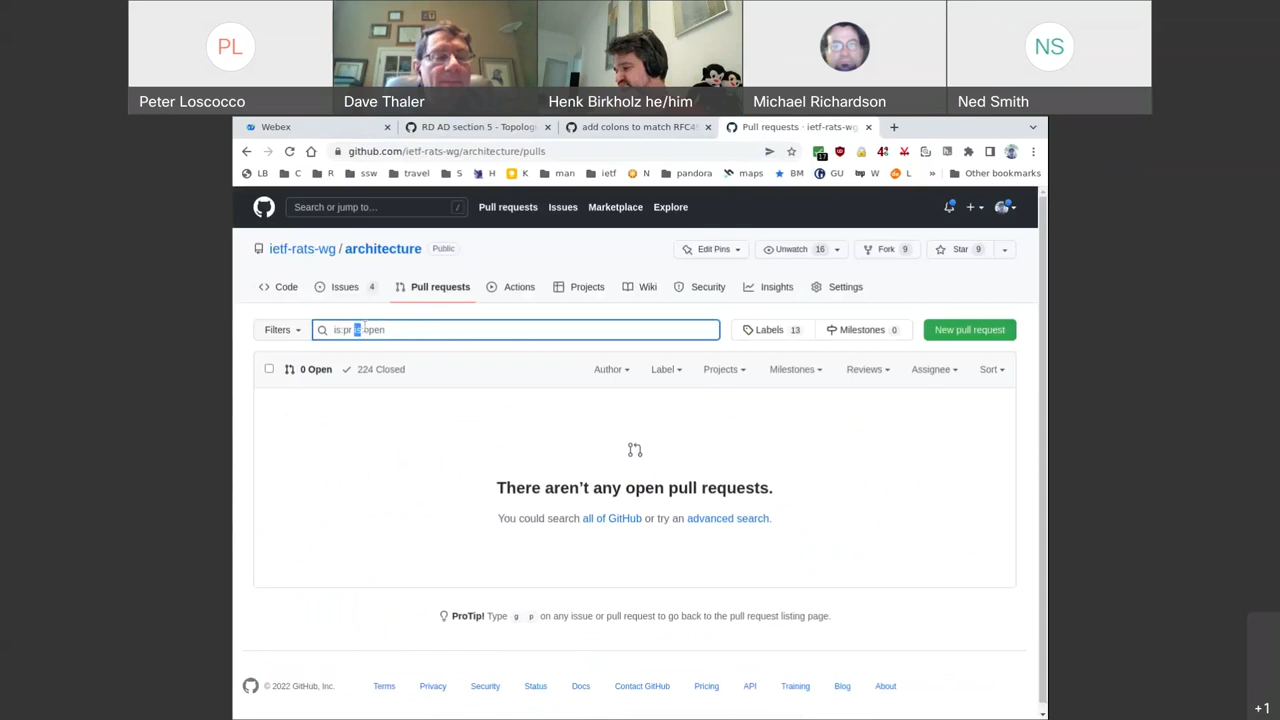 PL
NS
Peter Loscocco
Dave Thaler
Henk Birkholz he/him
Michael Richardson
Ned Smith
Webex
RD AD section 5 - Topolog
add colons to match RFC4
Pull requests · ietf-rats-wg
github.com/ietf-rats-wg/architecture/pulls
17
LB
C
R
ssw
travel
S
H
K
man
ietf
N
pandora
maps
BM
GU
W
L
»
Other bookmarks
Search or jump to…
/
Pull requests
Issues
Marketplace
Explore
ietf-rats-wg / architecture
Public
Edit Pins
Unwatch 16
Fork 9
Star 9
Code
Issues 4
Pull requests
Actions
Projects
Wiki
Security
Insights
Settings
Filters
is:pr is:open
Labels 13
Milestones 0
New pull request
0 Open
224 Closed
Author
Label
Projects
Milestones
Reviews
Assignee
Sort
There aren’t any open pull requests.
You could search all of GitHub or try an advanced search.
ProTip! Type g p on any issue or pull request to go back to the pull request listing page.
© 2022 GitHub, Inc.
Terms
Privacy
Security
Status
Docs
Contact GitHub
Pricing
API
Training
Blog
About
+1